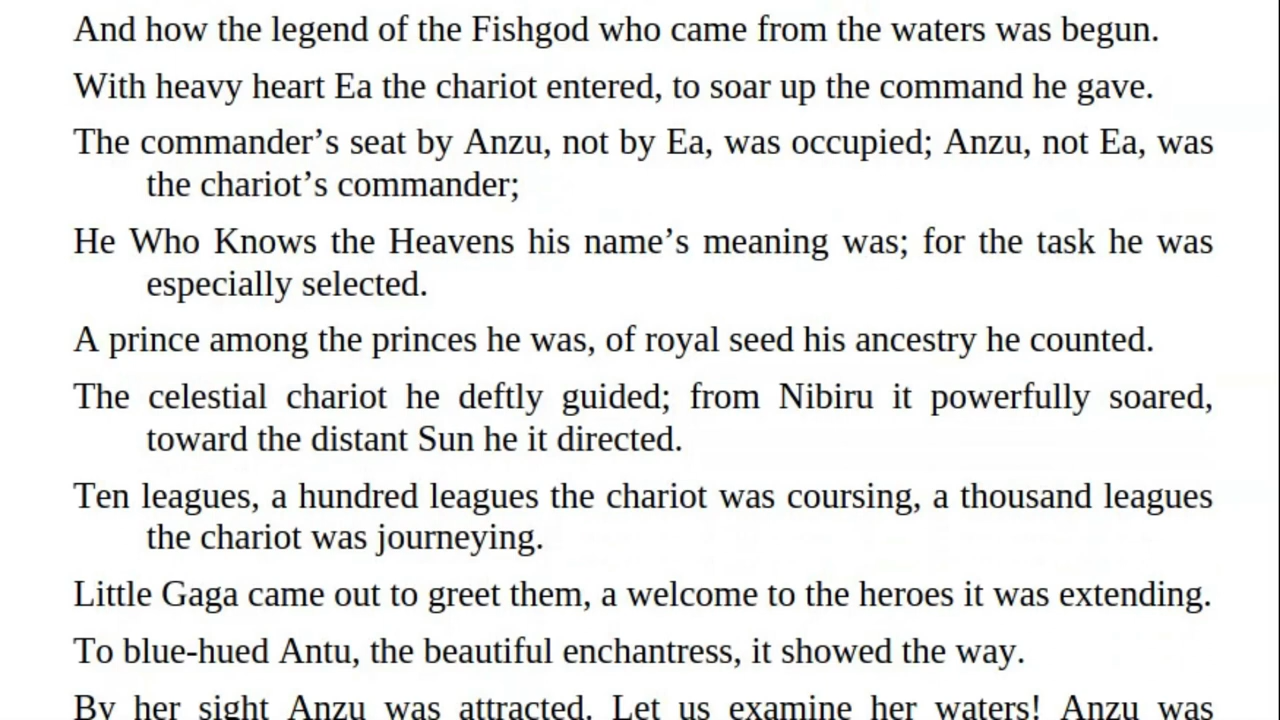 And how the legend of the Fishgod who came from the waters was begun.
With heavy heart Ea the chariot entered, to soar up the command he gave.
The commander’s seat by Anzu, not by Ea, was occupied; Anzu, not Ea, was
the chariot’s commander;
He Who Knows the Heavens his name’s meaning was; for the task he was
especially selected.
A prince among the princes he was, of royal seed his ancestry he counted.
The celestial chariot he deftly guided; from Nibiru it powerfully soared,
toward the distant Sun he it directed.
Ten leagues, a hundred leagues the chariot was coursing, a thousand leagues
the chariot was journeying.
Little Gaga came out to greet them, a welcome to the heroes it was extending.
To blue-hued Antu, the beautiful enchantress, it showed the way.
By her sight Anzu was attracted. Let us examine her waters! Anzu was